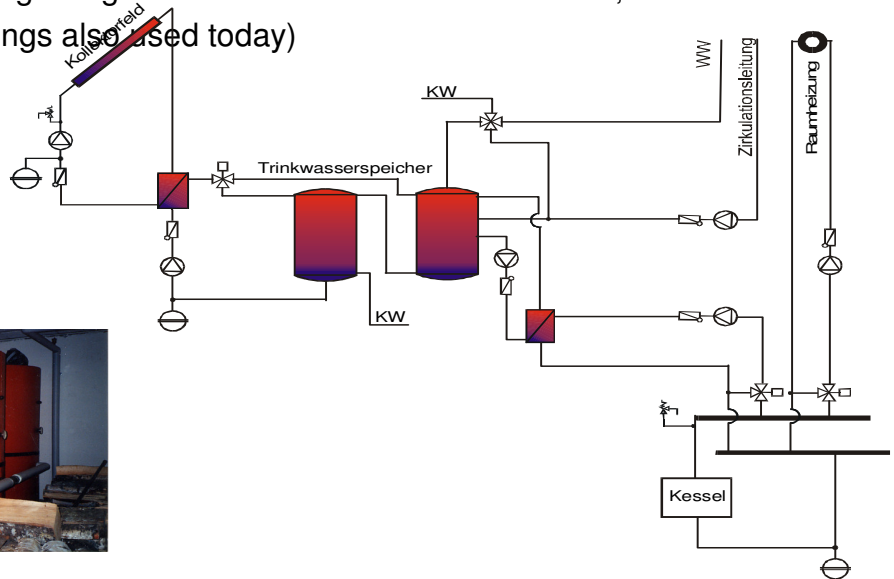 ngs also used today)
Kollektorfeld
KW
WW
Zirkulationsleitung
Raumheizung
Trinkwasserspeicher
KW
Kessel